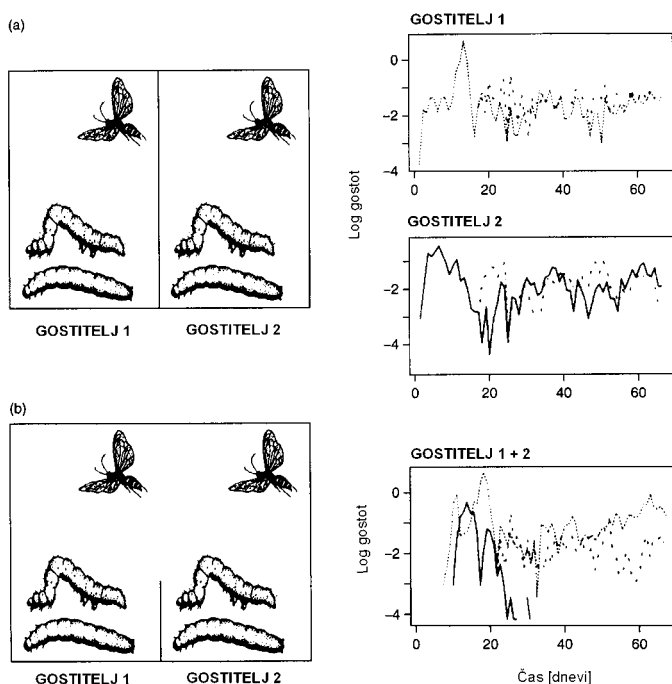 (a)
GOSTITELJ 1
GOSTITELJ 2
GOSTITELJ 1
0
−2
−4
0 20 40 60
GOSTITELJ 2
−2
−4
0 20 40 60
Log gostot
(b)
GOSTITELJ 1
GOSTITELJ 2
GOSTITELJ 1 + 2
0
−2
−4
0 20 40 60
Log gostot
Čas [dnevi]